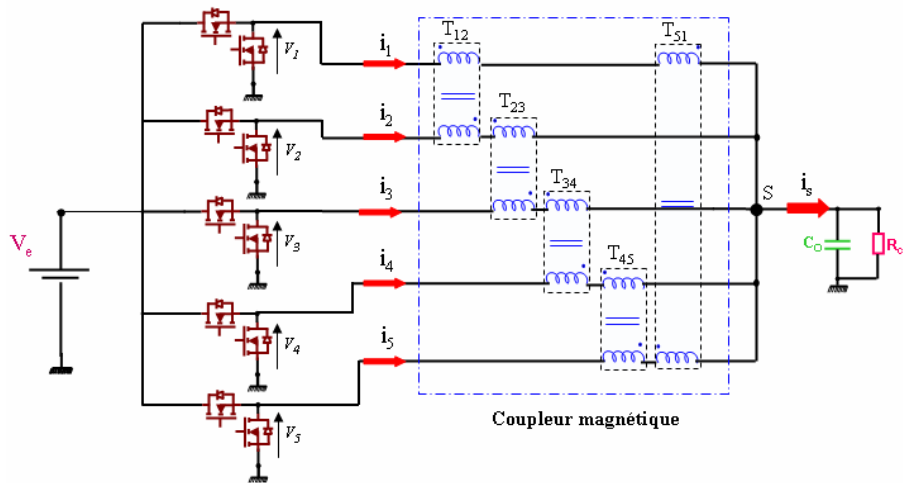 T12
T51
V1
i1
T23
V2
i2
T34
i3
S
is
V3
Ve
T45
i4
CO
Rc
V4
i5
Coupleur magnétique
V5